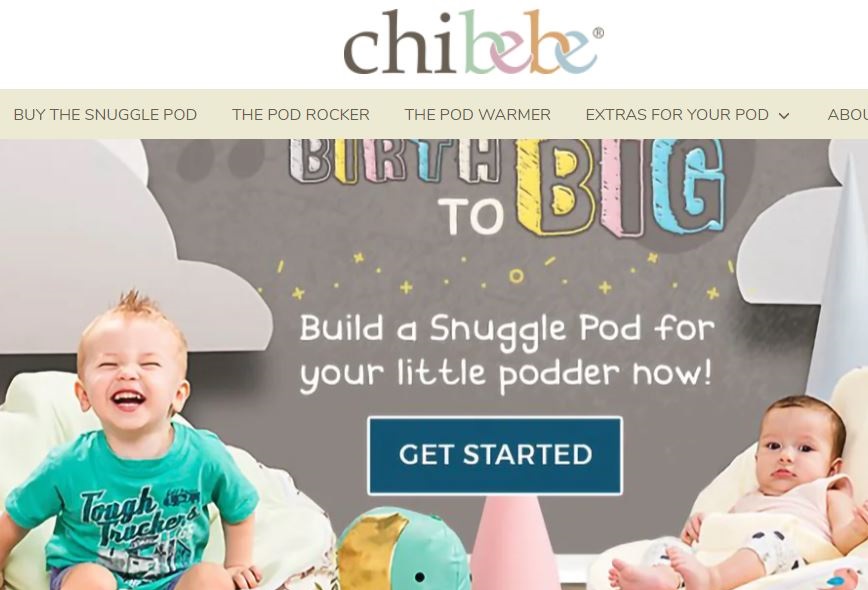 chibebe®
BUY THE SNUGGLE POD THE POD ROCKER THE POD WARMER EXTRAS FOR YOUR POD
BIRTH
TO BIG
Build a Snuggle Pod for
your little podder now!
GET STARTED
Tough
Truckers